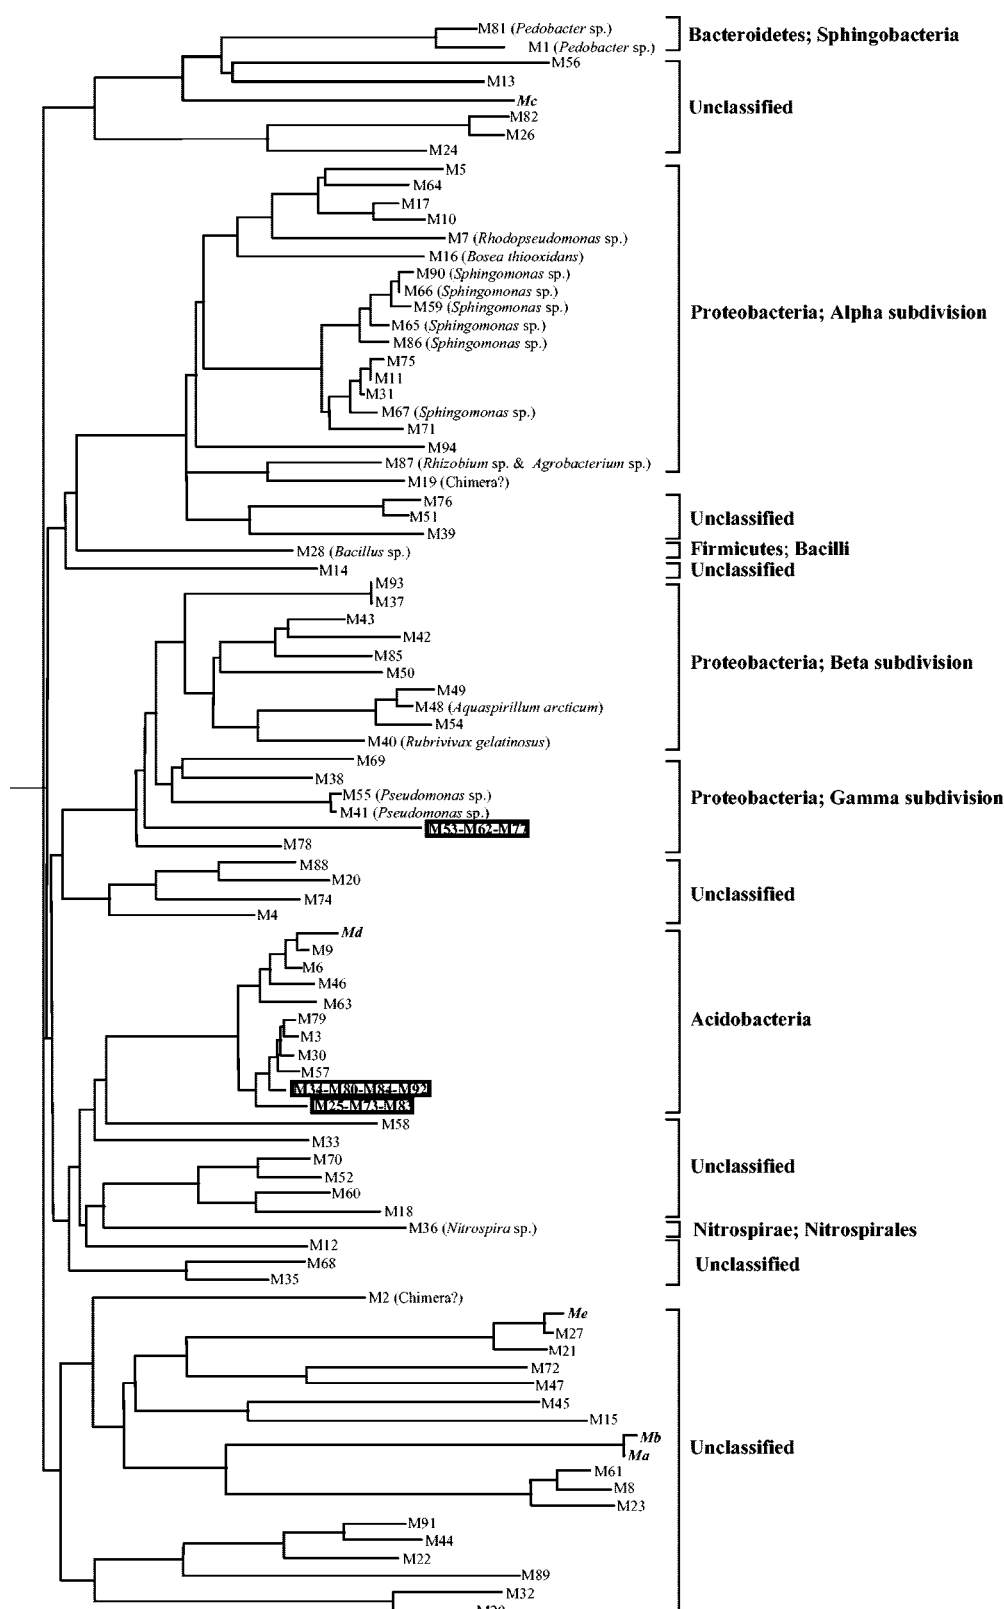 M81 (Pedobacter sp.)
M1 (Pedobacter sp.)
Bacteroidetes; Sphingobacteria
M56
M13
Mc
Unclassified
M82
M26
M24
M5
M64
M17
M10
M7 (Rhodopseudomonas sp.)
M16 (Bosea thiooxidans)
M90 (Sphingomonas sp.)
M66 (Sphingomonas sp.)
M59 (Sphingomonas sp.)
Proteobacteria; Alpha subdivision
M65 (Sphingomonas sp.)
M86 (Sphingomonas sp.)
M75
M11
M31
M67 (Sphingomonas sp.)
M71
M94
M87 (Rhizobium sp. & Agrobacterium sp.)
M19 (Chimera?)
M76
M51
Unclassified
M39
M28 (Bacillus sp.)
Firmicutes; Bacilli
M14
Unclassified
M93
M37
M43
M42
M85
Proteobacteria; Beta subdivision
M50
M49
M48 (Aquaspirillum arcticum)
M54
M40 (Rubrivivax gelatinosus)
M69
M38
M55 (Pseudomonas sp.)
Proteobacteria; Gamma subdivision
M41 (Pseudomonas sp.)
M53-M62-M77
M78
M88
M20
Unclassified
M74
M4
Md
M9
M6
M46
M63
M79
Acidobacteria
M3
M30
M57
M34-M80-M84-M92
M25-M73-M83
M58
M33
M70
Unclassified
M52
M60
M18
M36 (Nitrospira sp.)
Nitrospirae; Nitrospirales
M12
M68
Unclassified
M35
M2 (Chimera?)
Me
M27
M21
M72
M47
M45
M15
Mb
Unclassified
Ma
M61
M8
M23
M91
M44
M22
M89
M32